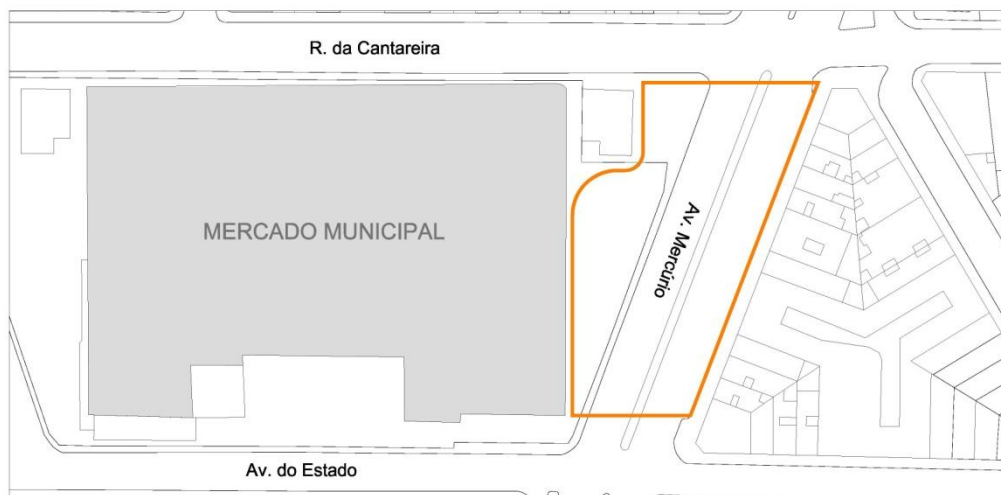 R. da Cantareira
MERCADO MUNICIPAL
Av. Mercúrio
Av. do Estado